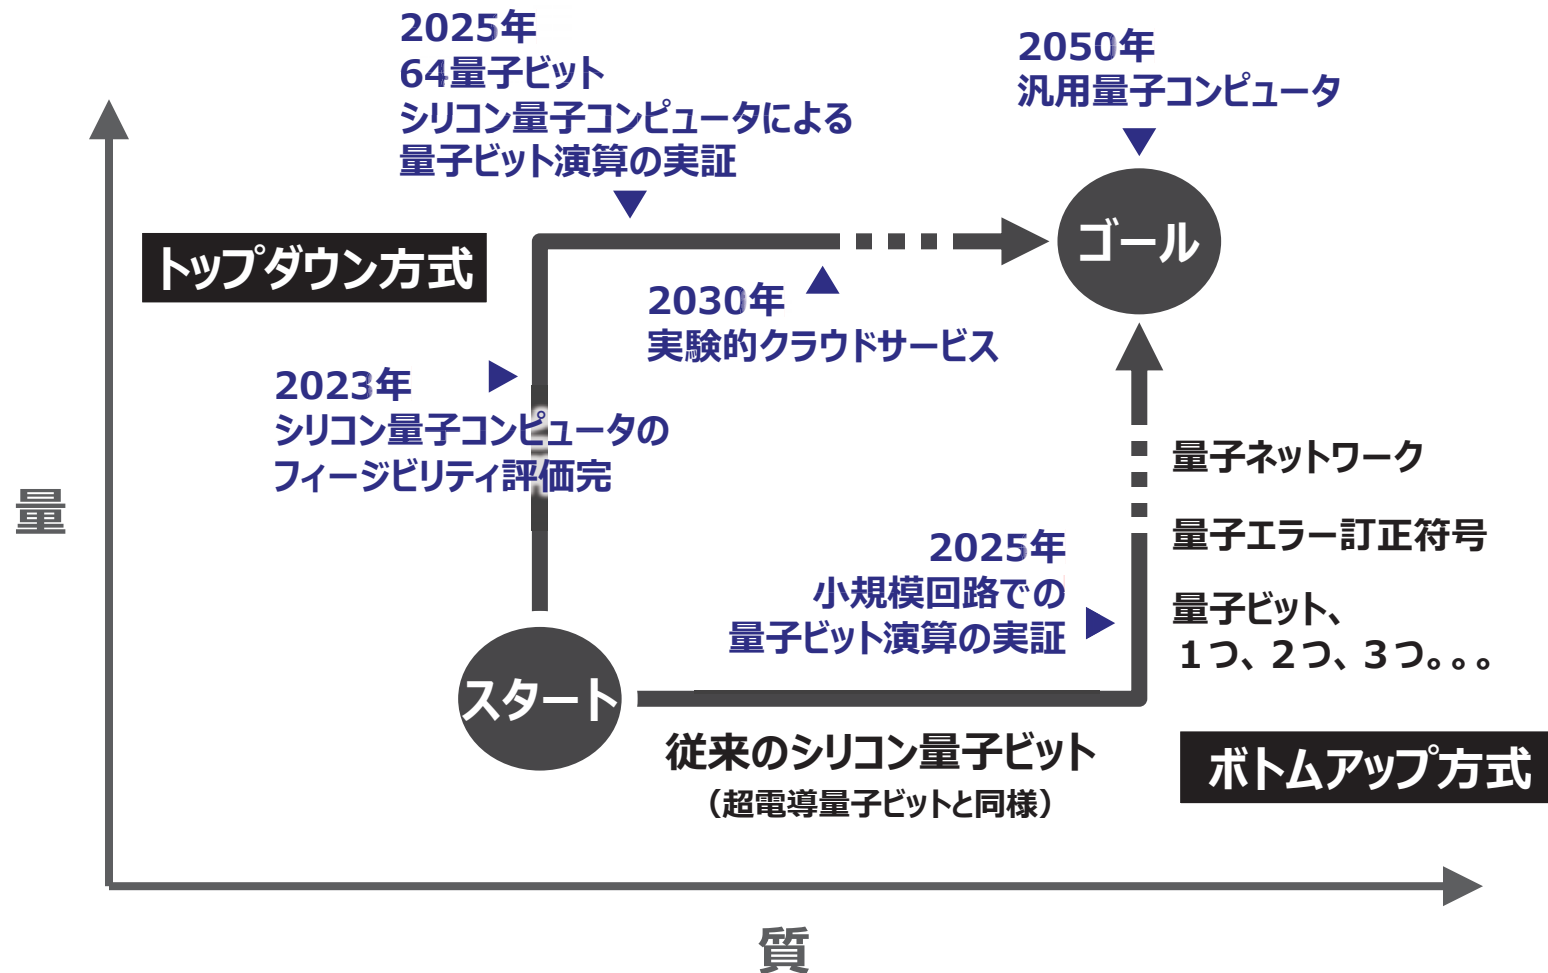 2025年
64量子ビット
シリコン量子コンピュータによる
量子ビット演算の実証
2050年
汎用量子コンピュータ
ゴール
トップダウン方式
2030年
実験的クラウドサービス
2023年
シリコン量子コンピュータの
フィージビリティ評価完
量
量子ネットワーク
量子エラー訂正符号
量子ビット、
１つ、２つ、３つ。。。
2025年
小規模回路での
量子ビット演算の実証
スタート
従来のシリコン量子ビット
（超電導量子ビットと同様）
ボトムアップ方式
質